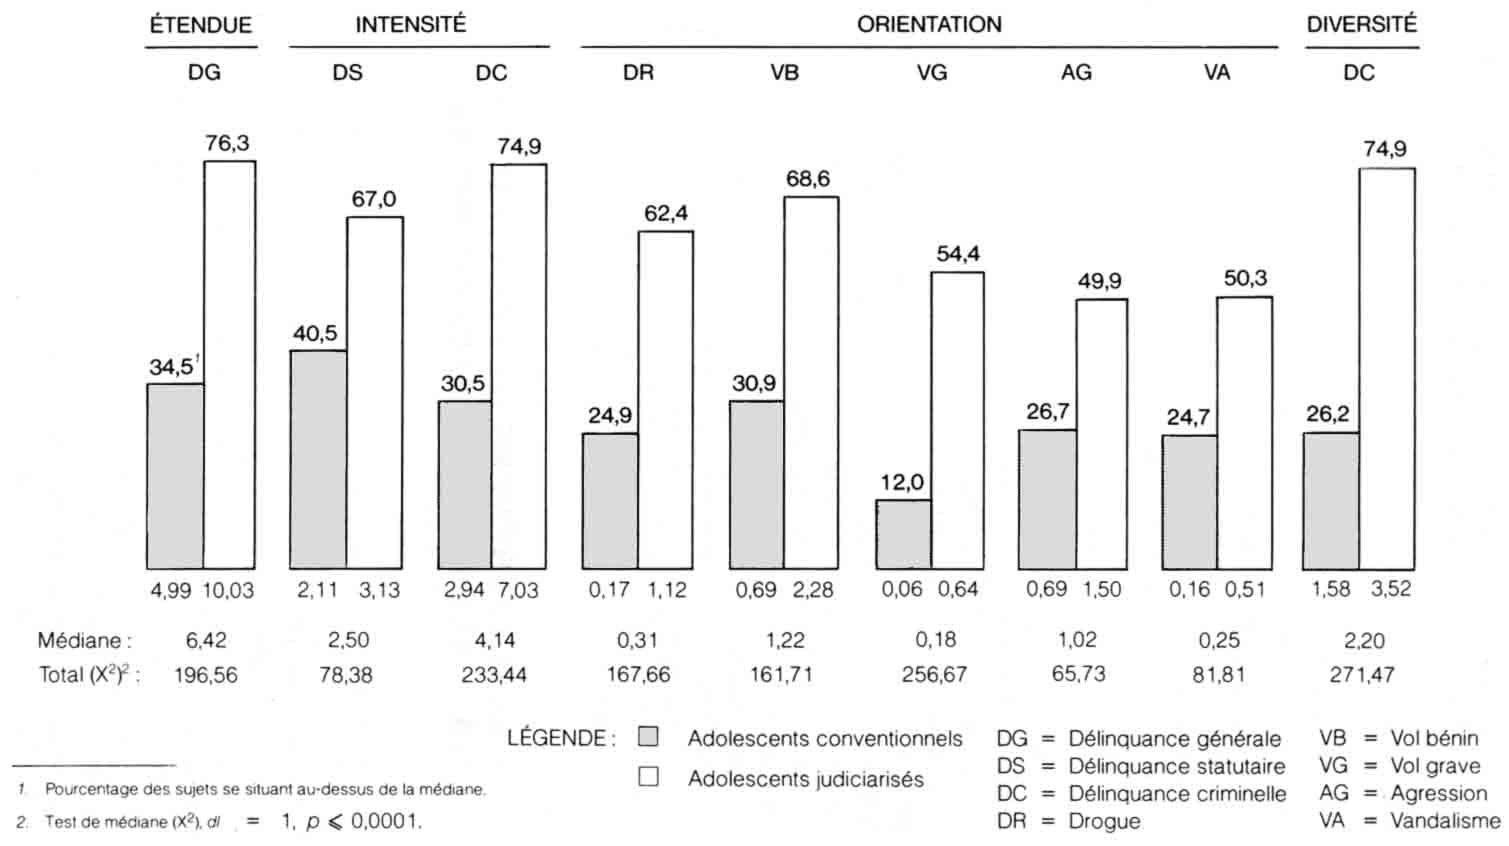 ÉTENDUE INTENSITÉ ORIENTATION DIVERSITÉ
DG DS DC DR VB VG AG VA DC
34,5¹ 76,3 40,5 67,0 30,5 74,9 24,9 62,4 30,9 68,6 12,0 54,4 26,7 49,9 24,7 50,3 26,2 74,9
4,99 10,03 2,11 3,13 2,94 7,03 0,17 1,12 0,69 2,28 0,06 0,64 0,69 1,50 0,16 0,51 1,58 3,52
Médiane : 6,42 2,50 4,14 0,31 1,22 0,18 1,02 0,25 2,20
Total (X²)² : 196,56 78,38 233,44 167,66 161,71 256,67 65,73 81,81 271,47
LÉGENDE : Adolescents conventionnels DG = Délinquance générale VB = Vol bénin
DS = Délinquance statutaire VG = Vol grave
Adolescents judiciarisés DC = Délinquance criminelle AG = Agression
DR = Drogue VA = Vandalisme
1. Pourcentage des sujets se situant au-dessus de la médiane.
2. Test de médiane (X²), dl = 1, p ⩽ 0,0001.